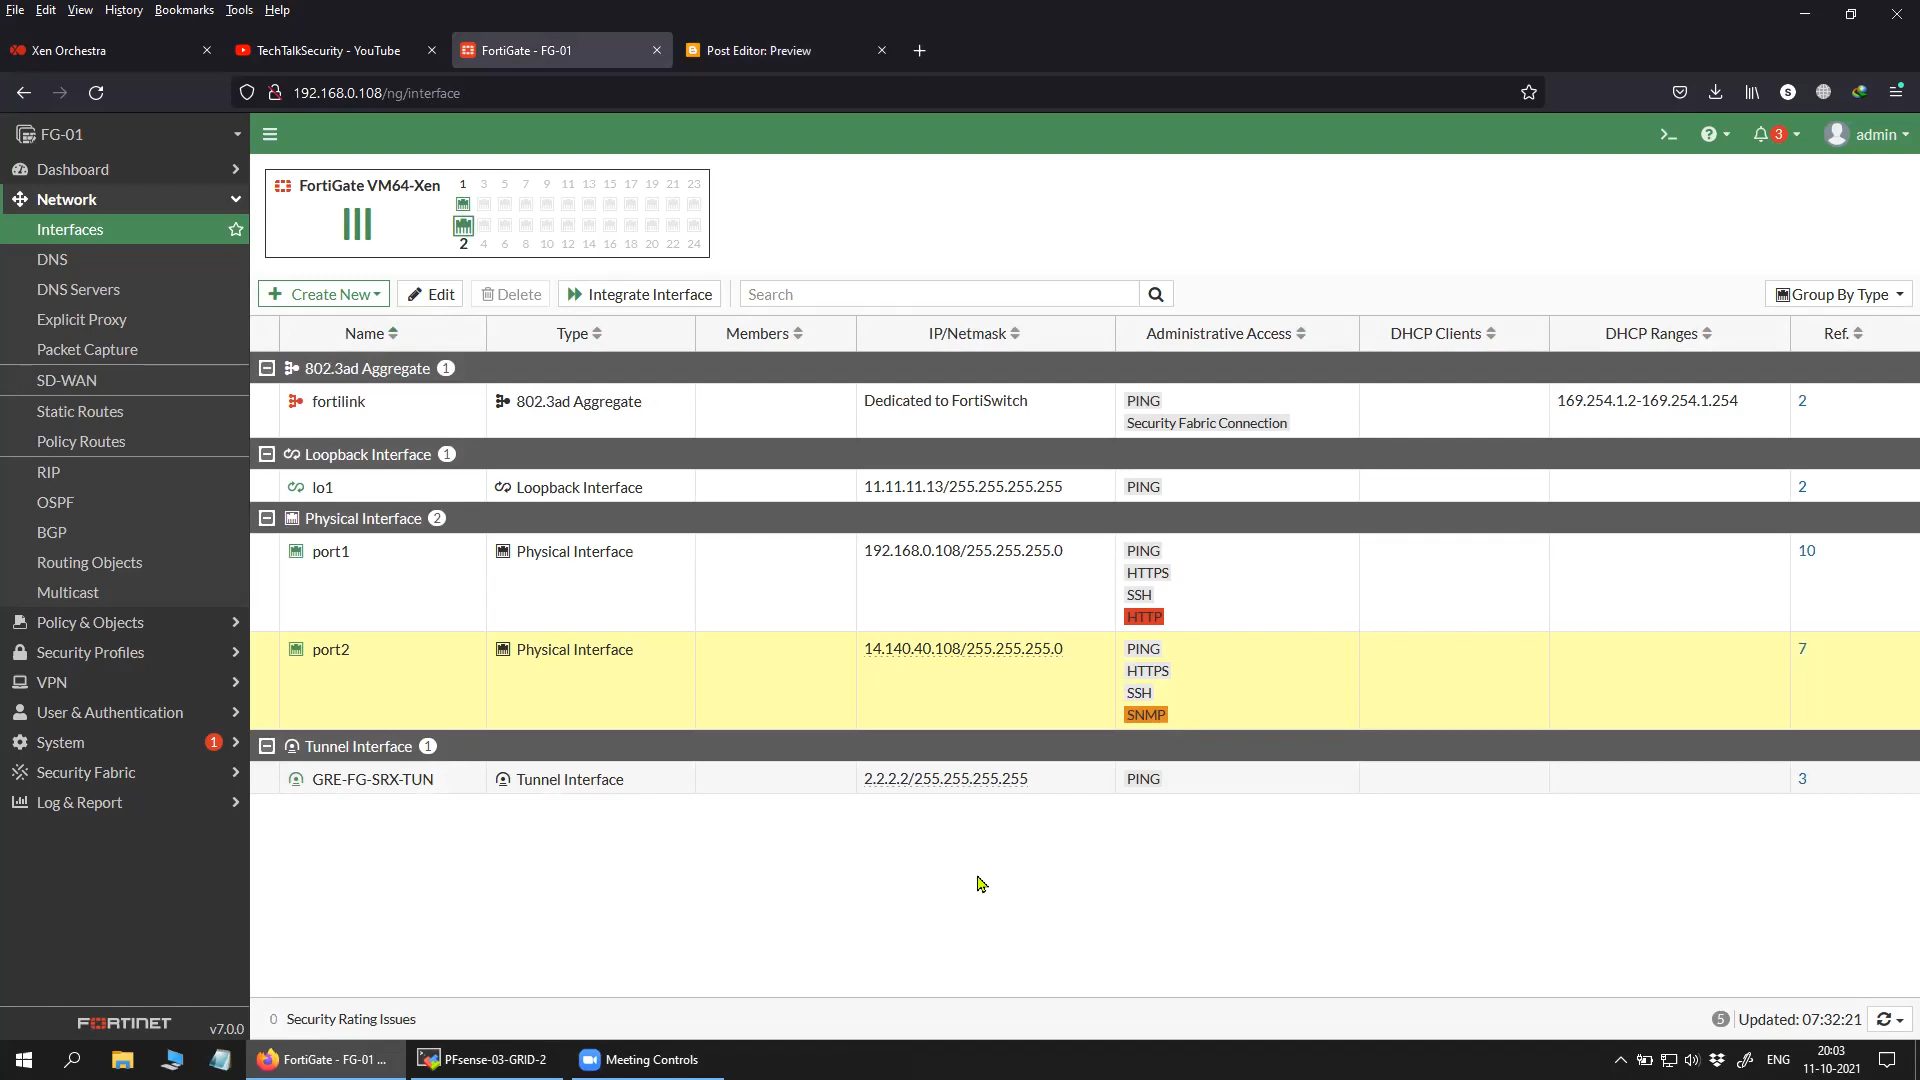 File Edit View History Bookmarks Tools Help
Xen Orchestra
TechTalkSecurity - YouTube
FortiGate - FG-01
Post Editor: Preview
192.168.0.108/ng/interface
FG-01
3
admin
Dashboard
Network
Interfaces
DNS
DNS Servers
Explicit Proxy
Packet Capture
SD-WAN
Static Routes
Policy Routes
RIP
OSPF
BGP
Routing Objects
Multicast
Policy & Objects
Security Profiles
VPN
User & Authentication
System 1
Security Fabric
Log & Report
FORTINET v7.0.0
FortiGate VM64-Xen
1 3 5 7 9 11 13 15 17 19 21 23
2 4 6 8 10 12 14 16 18 20 22 24
Create New Edit Delete Integrate Interface Search Group By Type
Name Type Members IP/Netmask Administrative Access DHCP Clients DHCP Ranges Ref.
802.3ad Aggregate 1
fortilink 802.3ad Aggregate Dedicated to FortiSwitch PING 169.254.1.2-169.254.1.254 2
Security Fabric Connection
Loopback Interface 1
lo1 Loopback Interface 11.11.11.13/255.255.255.255 PING 2
Physical Interface 2
port1 Physical Interface 192.168.0.108/255.255.255.0 PING 10
HTTPS
SSH
HTTP
port2 Physical Interface 14.140.40.108/255.255.255.0 PING 7
HTTPS
SSH
SNMP
Tunnel Interface 1
GRE-FG-SRX-TUN Tunnel Interface 2.2.2.2/255.255.255.255 PING 3
0 Security Rating Issues
5 Updated: 07:32:21
FortiGate - FG-01 ...
PFsense-03-GRID-2
Meeting Controls
ENG
20:03
11-10-2021